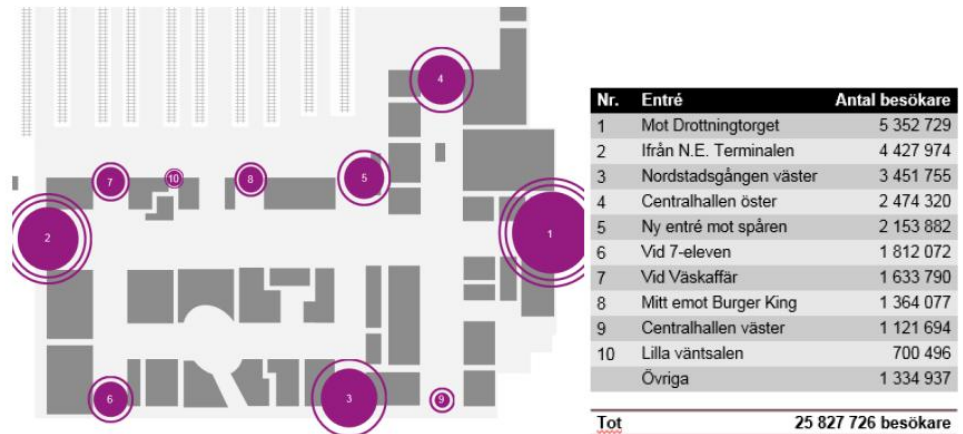 4
7
10
8
5
2
1
6
3
9
Nr. Entré Antal besökare
1 Mot Drottningtorget 5 352 729
2 Ifrån N.E. Terminalen 4 427 974
3 Nordstadsgången väster 3 451 755
4 Centralhallen öster 2 474 320
5 Ny entré mot spåren 2 153 882
6 Vid 7-eleven 1 812 072
7 Vid Väskaffär 1 633 790
8 Mitt emot Burger King 1 364 077
9 Centralhallen väster 1 121 694
10 Lilla väntsalen 700 496
Övriga 1 334 937
Tot 25 827 726 besökare